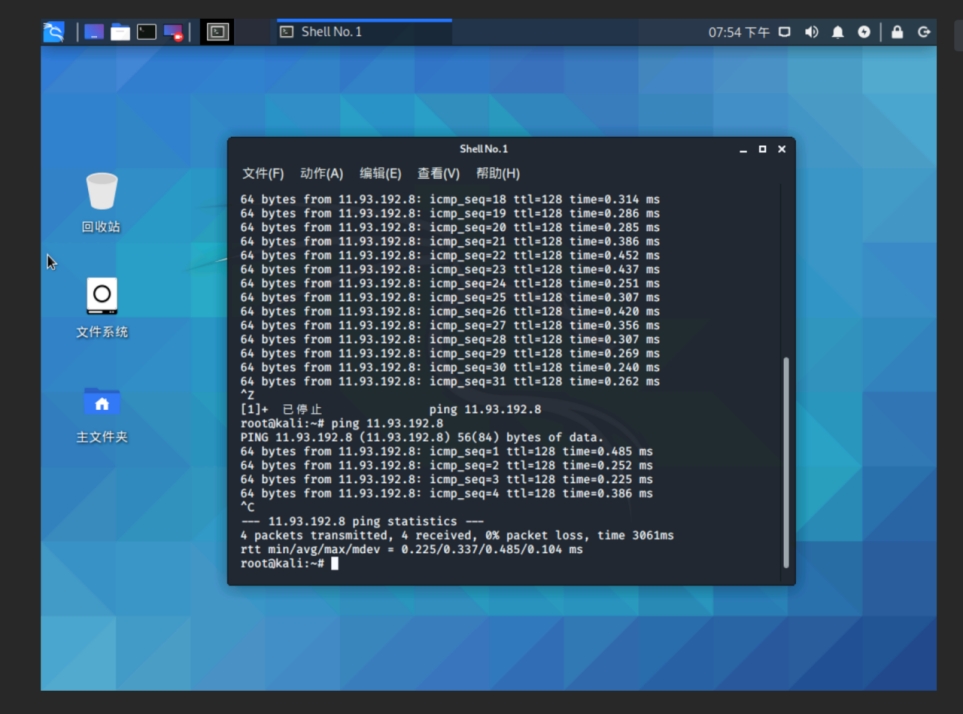 Shell No. 1
07:54 下午
Shell No. 1
文件(F) 动作(A) 编辑(E) 查看(V) 帮助(H)
64 bytes from 11.93.192.8: icmp_seq=18 ttl=128 time=0.314 ms
64 bytes from 11.93.192.8: icmp_seq=19 ttl=128 time=0.286 ms
64 bytes from 11.93.192.8: icmp_seq=20 ttl=128 time=0.285 ms
64 bytes from 11.93.192.8: icmp_seq=21 ttl=128 time=0.386 ms
64 bytes from 11.93.192.8: icmp_seq=22 ttl=128 time=0.452 ms
64 bytes from 11.93.192.8: icmp_seq=23 ttl=128 time=0.437 ms
64 bytes from 11.93.192.8: icmp_seq=24 ttl=128 time=0.251 ms
64 bytes from 11.93.192.8: icmp_seq=25 ttl=128 time=0.307 ms
64 bytes from 11.93.192.8: icmp_seq=26 ttl=128 time=0.420 ms
64 bytes from 11.93.192.8: icmp_seq=27 ttl=128 time=0.356 ms
64 bytes from 11.93.192.8: icmp_seq=28 ttl=128 time=0.307 ms
64 bytes from 11.93.192.8: icmp_seq=29 ttl=128 time=0.269 ms
64 bytes from 11.93.192.8: icmp_seq=30 ttl=128 time=0.240 ms
64 bytes from 11.93.192.8: icmp_seq=31 ttl=128 time=0.262 ms
^Z
[1]+ 已停止 ping 11.93.192.8
root@kali:~# ping 11.93.192.8
PING 11.93.192.8 (11.93.192.8) 56(84) bytes of data.
64 bytes from 11.93.192.8: icmp_seq=1 ttl=128 time=0.485 ms
64 bytes from 11.93.192.8: icmp_seq=2 ttl=128 time=0.252 ms
64 bytes from 11.93.192.8: icmp_seq=3 ttl=128 time=0.225 ms
64 bytes from 11.93.192.8: icmp_seq=4 ttl=128 time=0.386 ms
^C
--- 11.93.192.8 ping statistics ---
4 packets transmitted, 4 received, 0% packet loss, time 3061ms
rtt min/avg/max/mdev = 0.225/0.337/0.485/0.104 ms
root@kali:~#
回收站
文件系统
主文件夹